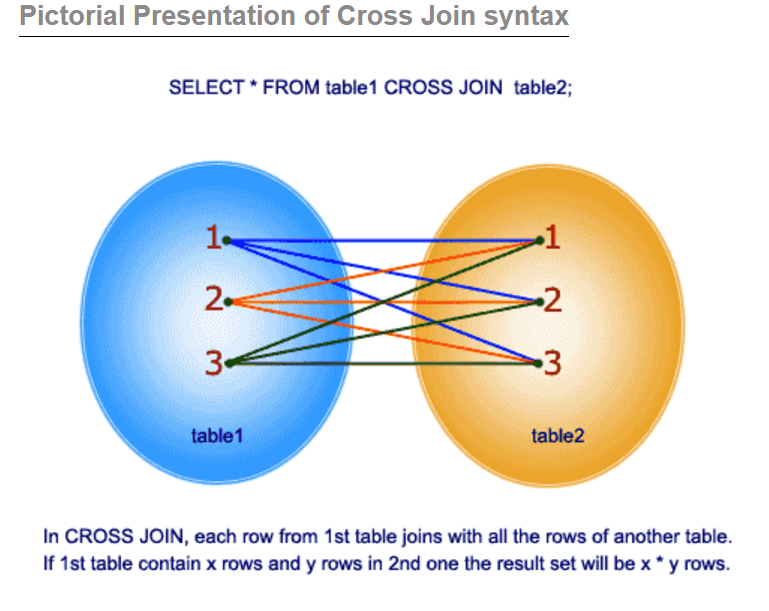 Pictorial Presentation of Cross Join syntax
SELECT * FROM table1 CROSS JOIN table2;
1 1
2 2
3 3
table1 table2
In CROSS JOIN, each row from 1st table joins with all the rows of another table.
If 1st table contain x rows and y rows in 2nd one the result set will be x * y rows.